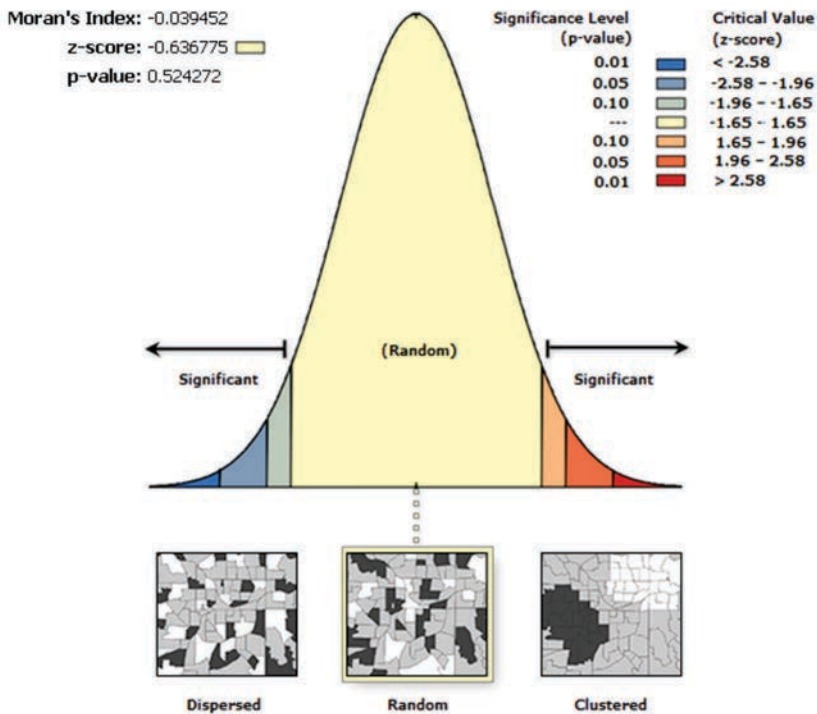 Moran's Index: -0.039452
z-score: -0.636775
p-value: 0.524272
Significance Level
(p-value)
Critical Value
(z-score)
0.01 < -2.58
0.05 -2.58 – -1.96
0.10 -1.96 – -1.65
--- -1.65 - 1.65
0.10 1.65 – 1.96
0.05 1.96 – 2.58
0.01 > 2.58
(Random)
Significant
Significant
Dispersed
Random
Clustered